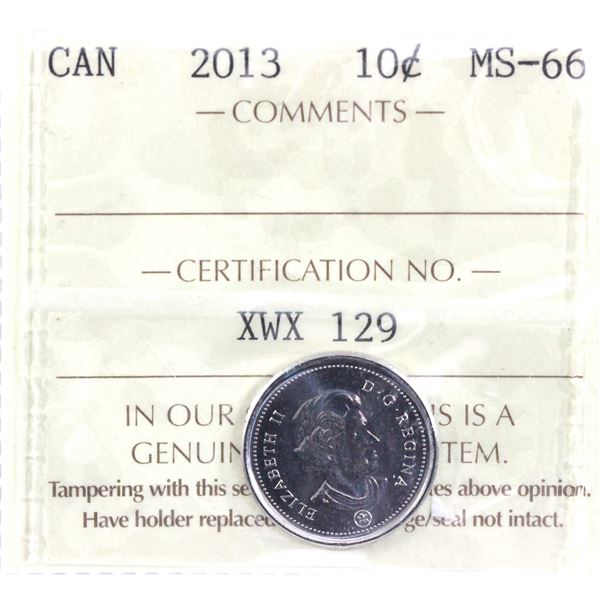 CAN 2013 10¢ MS-66
— COMMENTS —
— CERTIFICATION NO. —
XWX 129
IN OUR S IS A
GENUIN TEM.
Tampering with this se es above opinion.
Have holder replaced ge/seal not intact.
ELIZABETH II D·G·REGINA